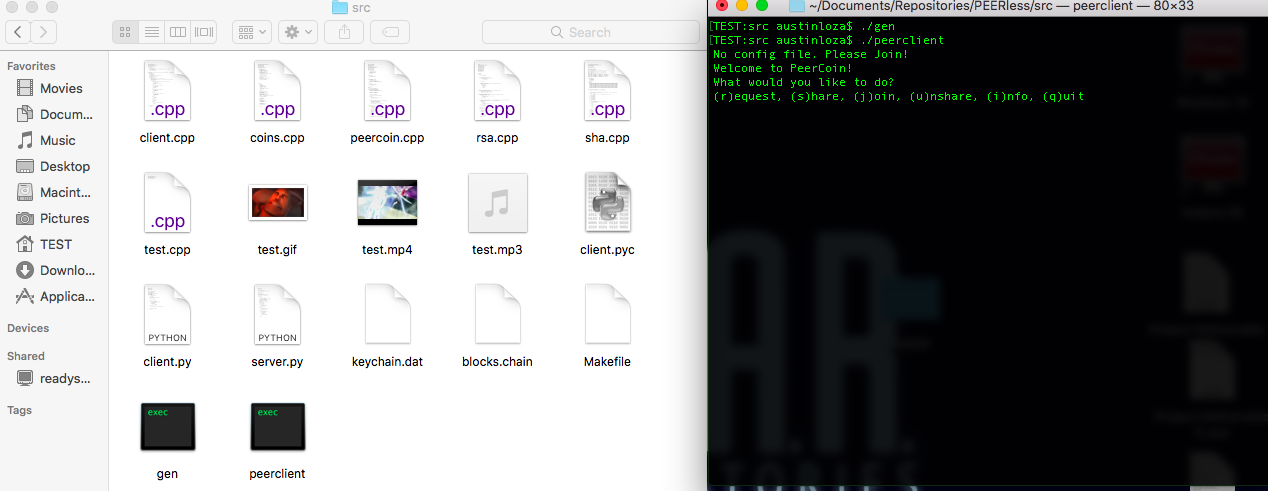 src
Search
Favorites
Movies
Docum...
Music
Desktop
Macint...
Pictures
TEST
Downlo...
Applica...
Devices
Shared
readys...
Tags
.cpp
.cpp
.cpp
.cpp
.cpp
client.cpp
coins.cpp
peercoin.cpp
rsa.cpp
sha.cpp
.cpp
test.cpp
test.gif
test.mp4
test.mp3
client.pyc
PYTHON
PYTHON
client.py
server.py
keychain.dat
blocks.chain
Makefile
exec
exec
gen
peerclient
~/Documents/Repositories/PEERless/src — peerclient — 80×33
[TEST:src austinloza$ ./gen
[TEST:src austinloza$ ./peerclient
No config file. Please Join!
Welcome to PeerCoin!
What would you like to do?
(r)equest, (s)hare, (j)oin, (u)nshare, (i)nfo, (q)uit
A.R.
TORIES